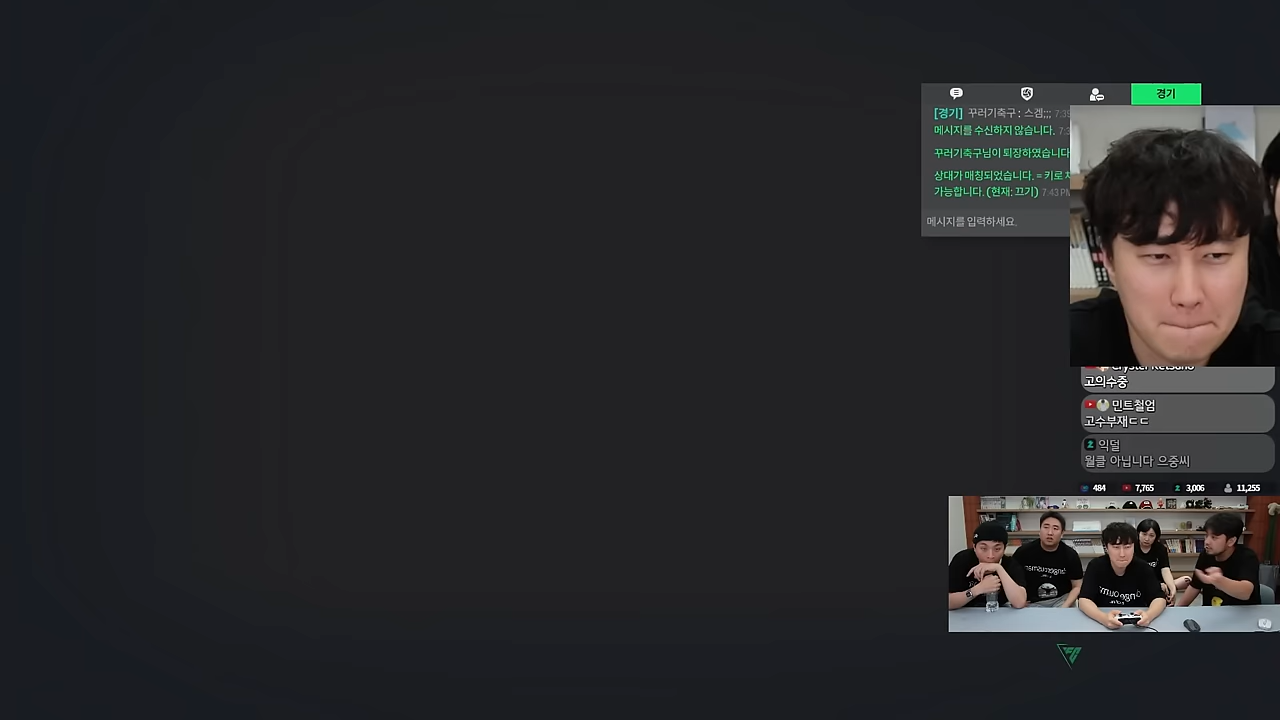 경기
[경기] 꾸러기축구 : 스겜;;;
메시지를 수신하지 않습니다.
꾸러기축구님이 퇴장하였습니다
상대가 매칭되었습니다. = 키로
가능합니다. (현재: 끄기) 7:43 PM
메시지를 입력하세요.
고의수중
민트철엄
고수부재ㄷㄷ
익덜
월클 아닙니다 으중씨
484 7,765 3,006 11,255